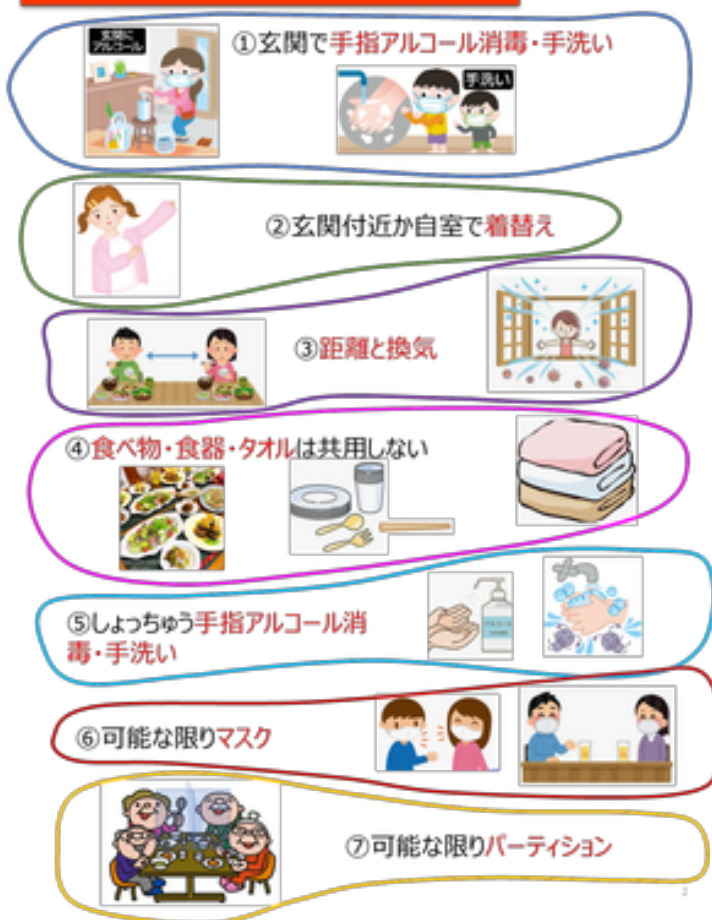 玄関に
アルコール
①玄関で手指アルコール消毒・手洗い
手洗い
②玄関付近か自室で着替え
③距離と換気
④食べ物・食器・タオルは共用しない
⑤しょっちゅう手指アルコール消
毒・手洗い
アルコール
⑥可能な限りマスク
⑦可能な限りパーティション